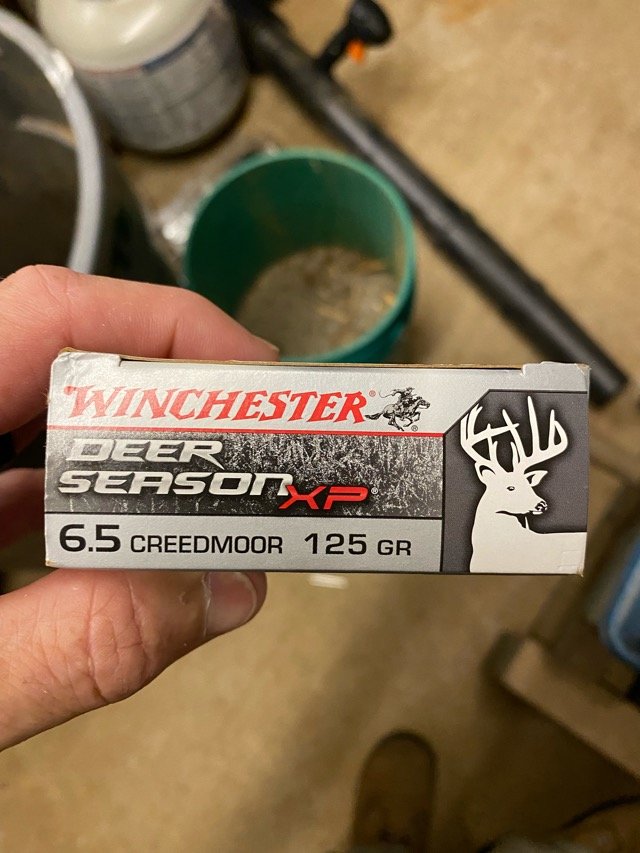 WINCHESTER®
DEER
SEASON XP®
6.5 CREEDMOOR 125 GR